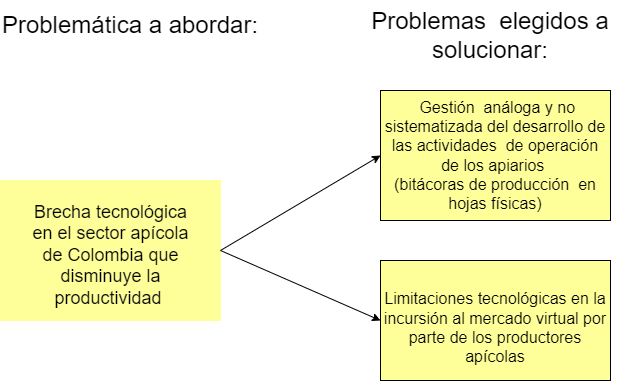 Problemática a abordar:
Problemas elegidos a
solucionar:
Brecha tecnológica
en el sector apícola
de Colombia que
disminuye la
productividad
Gestión análoga y no
sistematizada del desarrollo de
las actividades de operación
de los apiarios
(bitácoras de producción en
hojas físicas)
Limitaciones tecnológicas en la
incursión al mercado virtual por
parte de los productores
apícolas